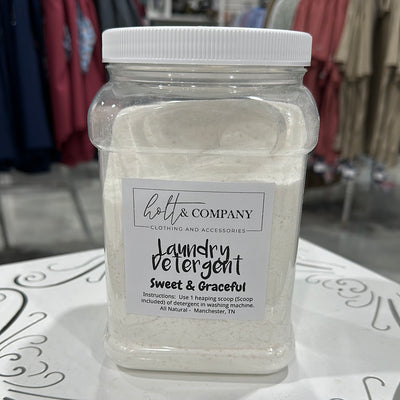 holt & COMPANY
CLOTHING AND ACCESSORIES
Laundry
Detergent
Sweet & Graceful
Instructions: Use 1 heaping scoop (Scoop
included) of detergent in washing machine.
All Natural - Manchester, TN